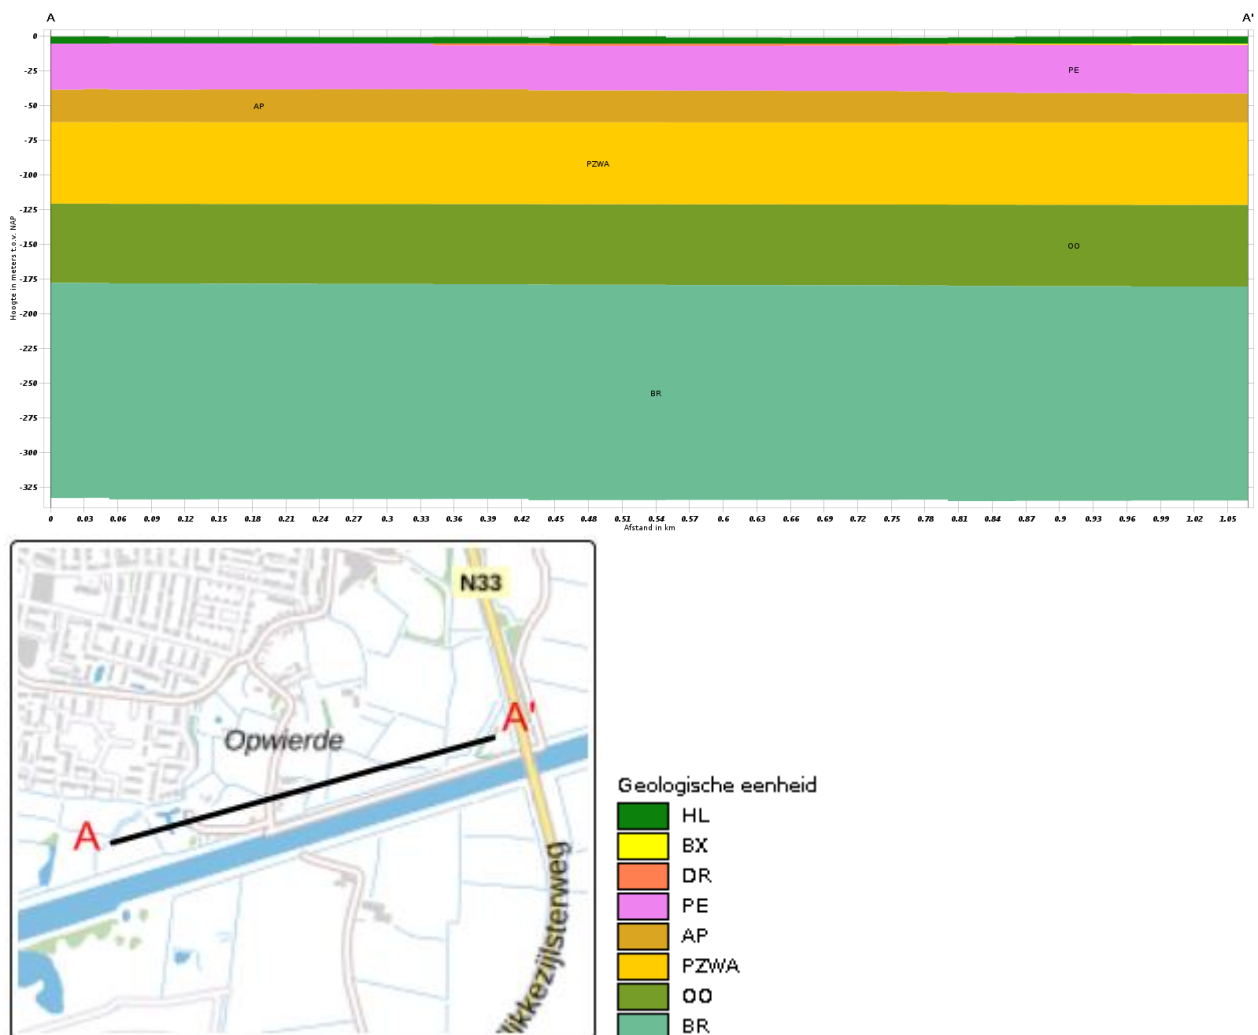 A A'
0
-25
-50
-75
-100
-125
-150
-175
-200
-225
-250
-275
-300
-325
Hoogte in meters t.o.v. NAP
PE
AP
PZWA
OO
BR
0 0.03 0.06 0.09 0.12 0.15 0.18 0.21 0.24 0.27 0.3 0.33 0.36 0.39 0.42 0.45 0.48 0.51 0.54 0.57 0.6 0.63 0.66 0.69 0.72 0.75 0.78 0.81 0.84 0.87 0.9 0.93 0.96 0.99 1.02 1.05
Afstand in km
N33
A'
Opwierde
A
likkezijlsterweg
Geologische eenheid
HL
BX
DR
PE
AP
PZWA
OO
BR